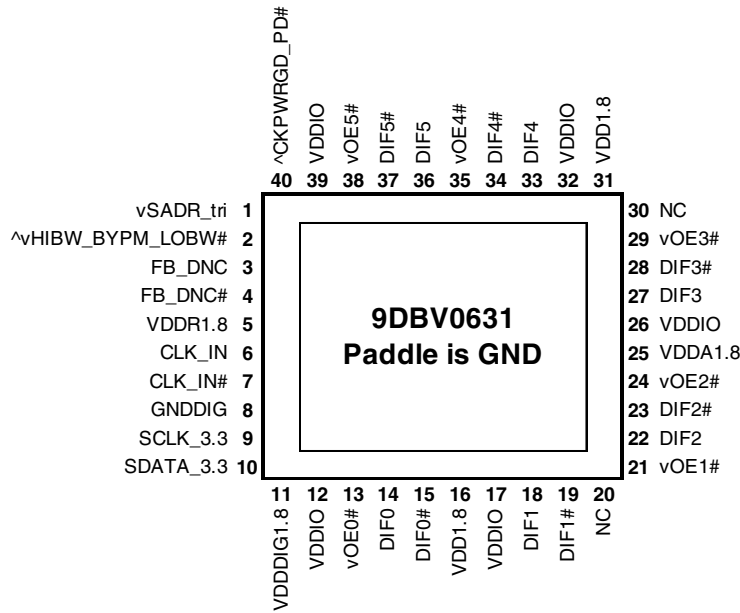 ^CKPWRGD_PD#
VDDIO
vOE5#
DIF5#
DIF5
vOE4#
DIF4#
DIF4
VDDIO
VDD1.8
40 39 38 37 36 35 34 33 32 31
vSADR_tri 1
^vHIBW_BYPM_LOBW# 2
FB_DNC 3
FB_DNC# 4
VDDR1.8 5
CLK_IN 6
CLK_IN# 7
GNDDIG 8
SCLK_3.3 9
SDATA_3.3 10
9DBV0631
Paddle is GND
30 NC
29 vOE3#
28 DIF3#
27 DIF3
26 VDDIO
25 VDDA1.8
24 vOE2#
23 DIF2#
22 DIF2
21 vOE1#
11 12 13 14 15 16 17 18 19 20
VDDDIG1.8
VDDIO
vOE0#
DIF0
DIF0#
VDD1.8
VDDIO
DIF1
DIF1#
NC